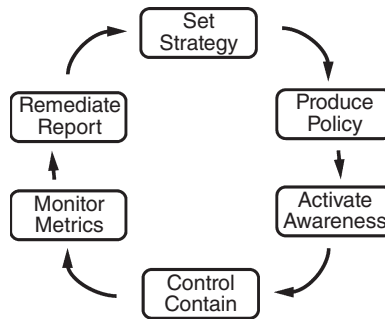 Set
Strategy
Produce
Policy
Activate
Awareness
Control
Contain
Monitor
Metrics
Remediate
Report